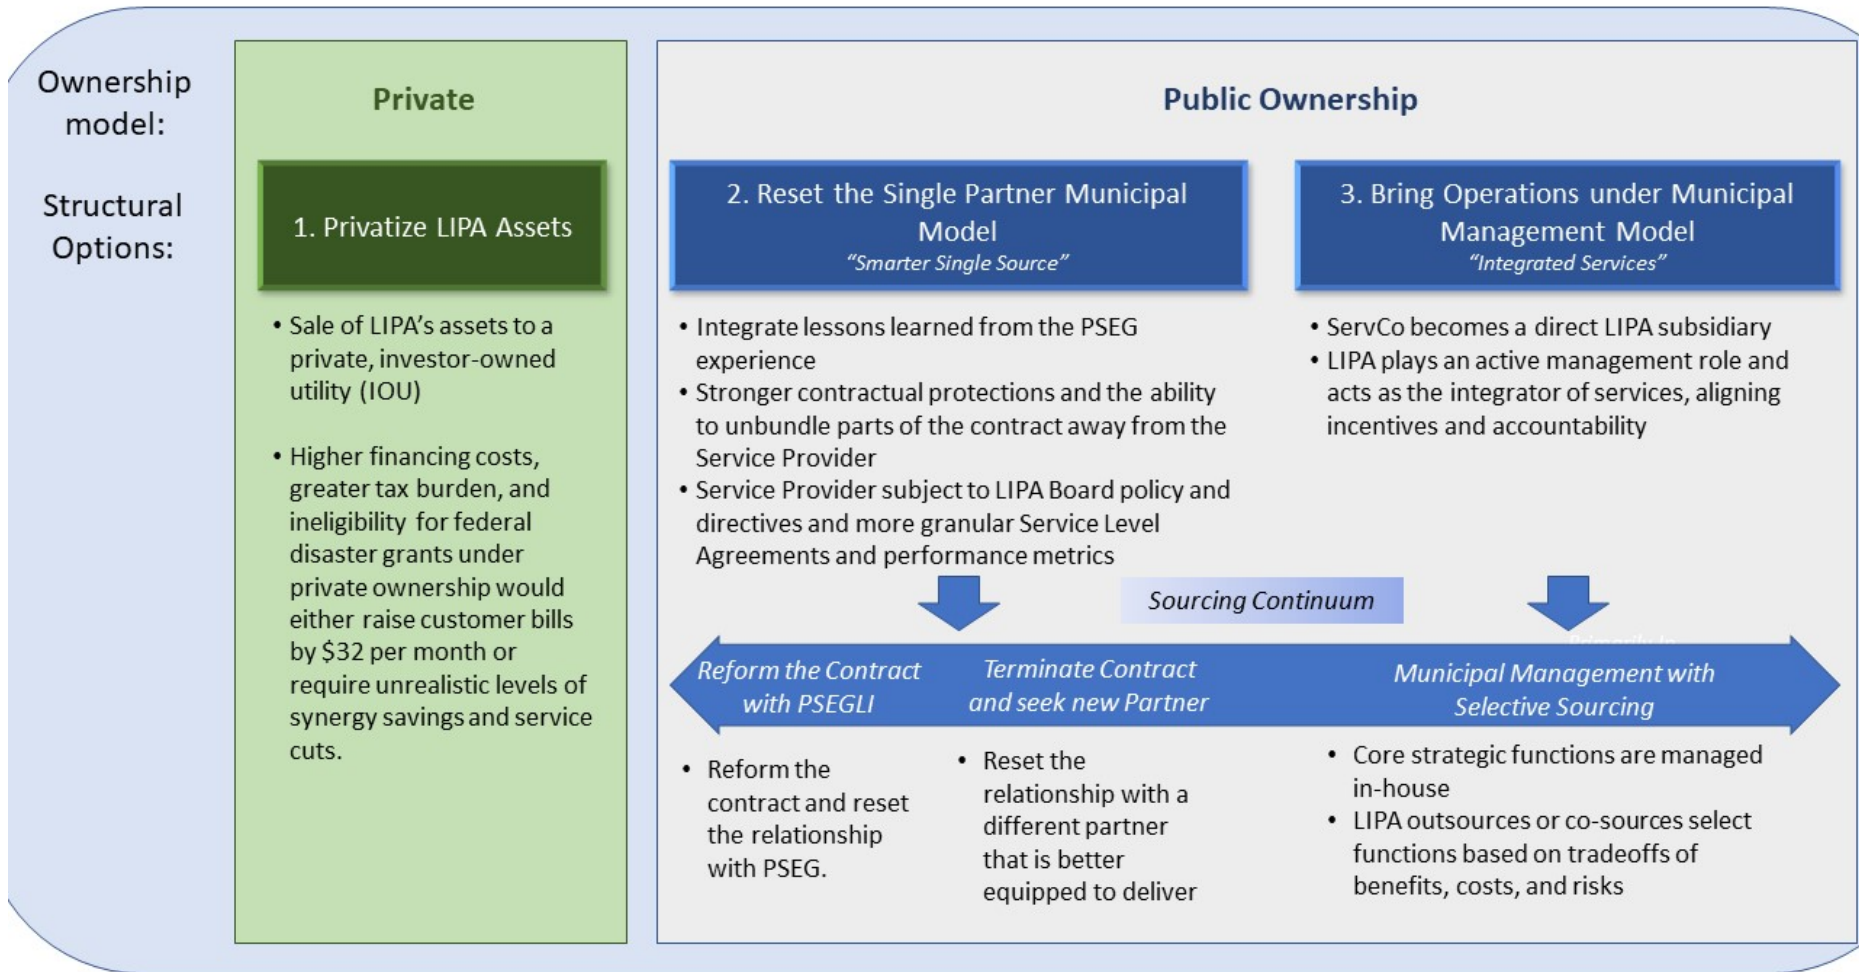 Ownership
model:
Structural
Options:
Private
1. Privatize LIPA Assets
• Sale of LIPA's assets to a
private, investor-owned
utility (IOU)
• Higher financing costs,
greater tax burden, and
ineligibility for federal
disaster grants under
private ownership would
either raise customer bills
by $32 per month or
require unrealistic levels of
synergy savings and service
cuts.
Public Ownership
2. Reset the Single Partner Municipal
Model
“Smarter Single Source”
• Integrate lessons learned from the PSEG
experience
• Stronger contractual protections and the ability
to unbundle parts of the contract away from the
Service Provider
• Service Provider subject to LIPA Board policy and
directives and more granular Service Level
Agreements and performance metrics
3. Bring Operations under Municipal
Management Model
“Integrated Services”
• ServCo becomes a direct LIPA subsidiary
• LIPA plays an active management role and
acts as the integrator of services, aligning
incentives and accountability
Sourcing Continuum
Primarily In
Reform the Contract
with PSEGLI
Terminate Contract
and seek new Partner
Municipal Management with
Selective Sourcing
• Reform the
contract and reset
the relationship
with PSEG.
• Reset the
relationship with a
different partner
that is better
equipped to deliver
• Core strategic functions are managed
in-house
• LIPA outsources or co-sources select
functions based on tradeoffs of
benefits, costs, and risks